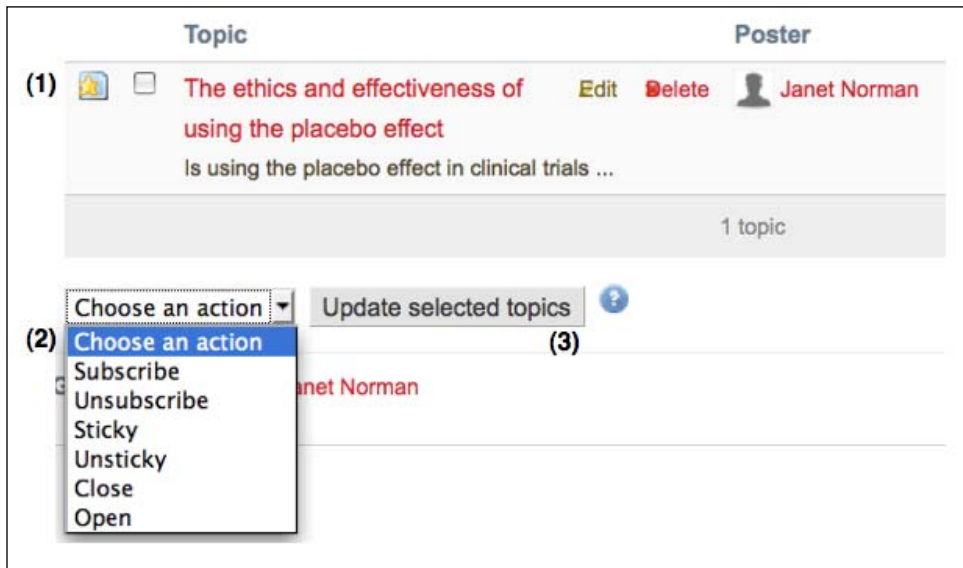 Topic Poster
(1) The ethics and effectiveness of Edit Delete Janet Norman
using the placebo effect
Is using the placebo effect in clinical trials ...
1 topic
Choose an action Update selected topics ?
(2) Choose an action (3)
Subscribe
Unsubscribe anet Norman
Sticky
Unsticky
Close
Open